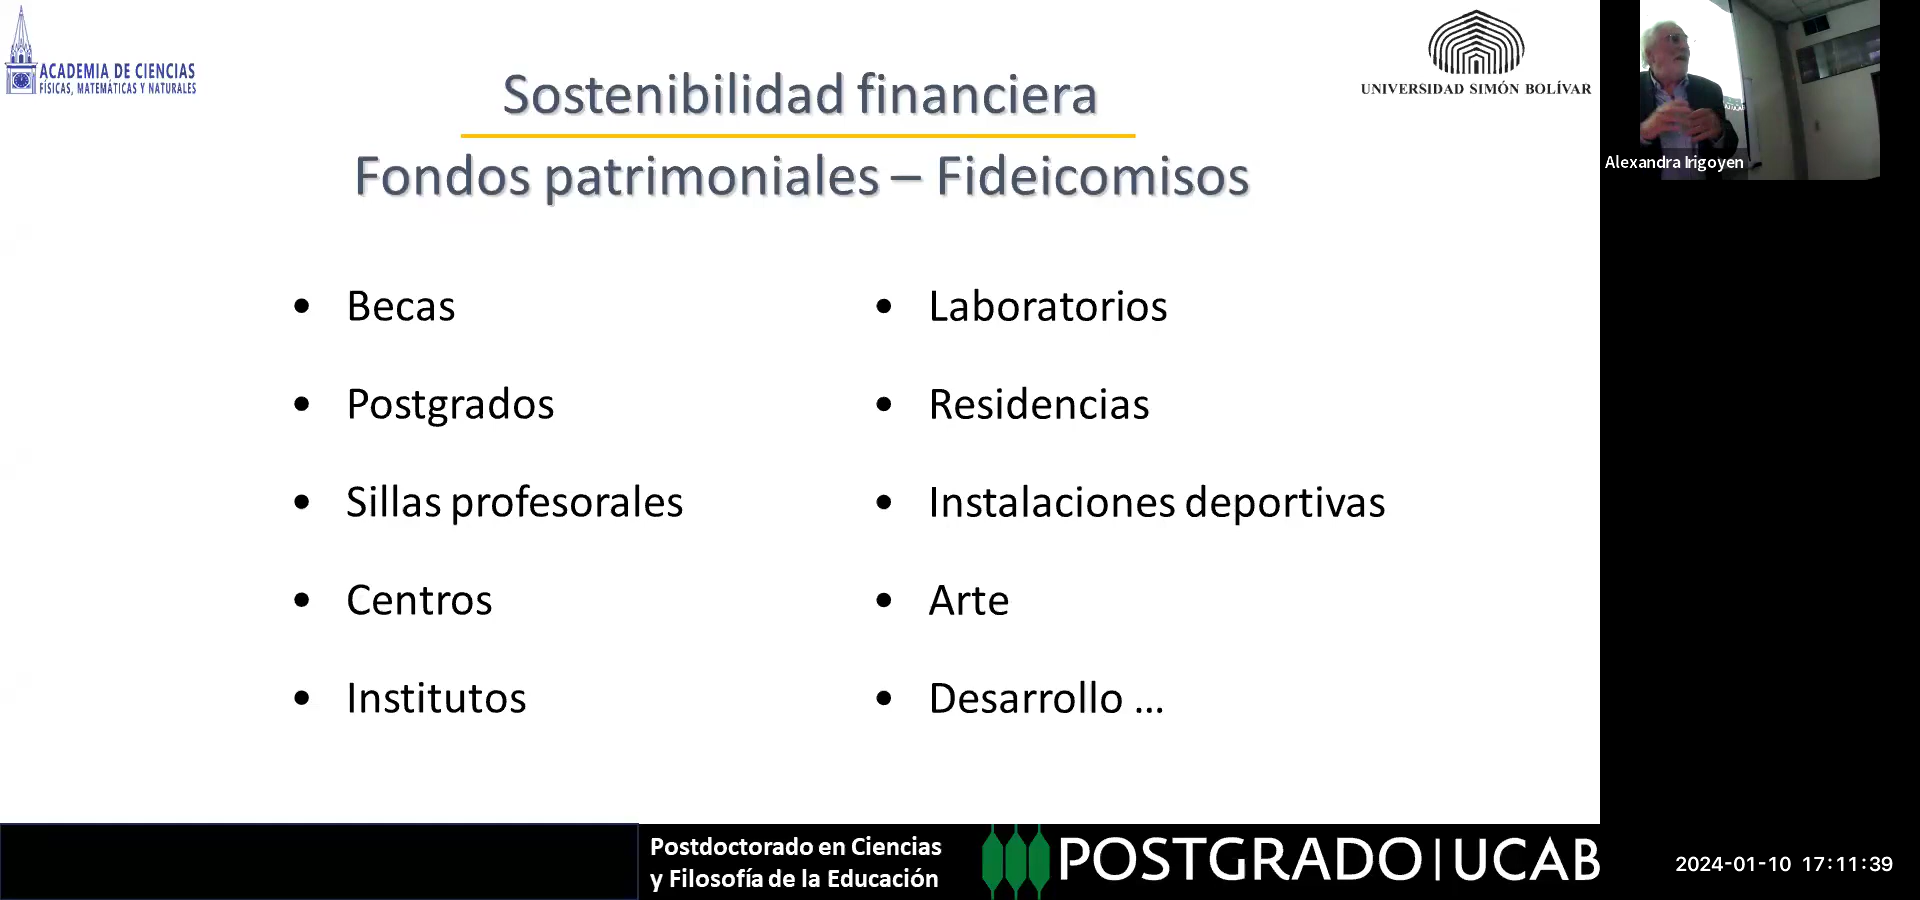 ACADEMIA DE CIENCIAS
FÍSICAS, MATEMÁTICAS Y NATURALES
Sostenibilidad financiera
Fondos patrimoniales – Fideicomisos
UNIVERSIDAD SIMÓN BOLÍVAR
Alexandra Irigoyen
• Becas
• Postgrados
• Sillas profesorales
• Centros
• Institutos
• Laboratorios
• Residencias
• Instalaciones deportivas
• Arte
• Desarrollo ...
Postdoctorado en Ciencias
y Filosofía de la Educación
POSTGRADO | UCAB
2024-01-10 17:11:39